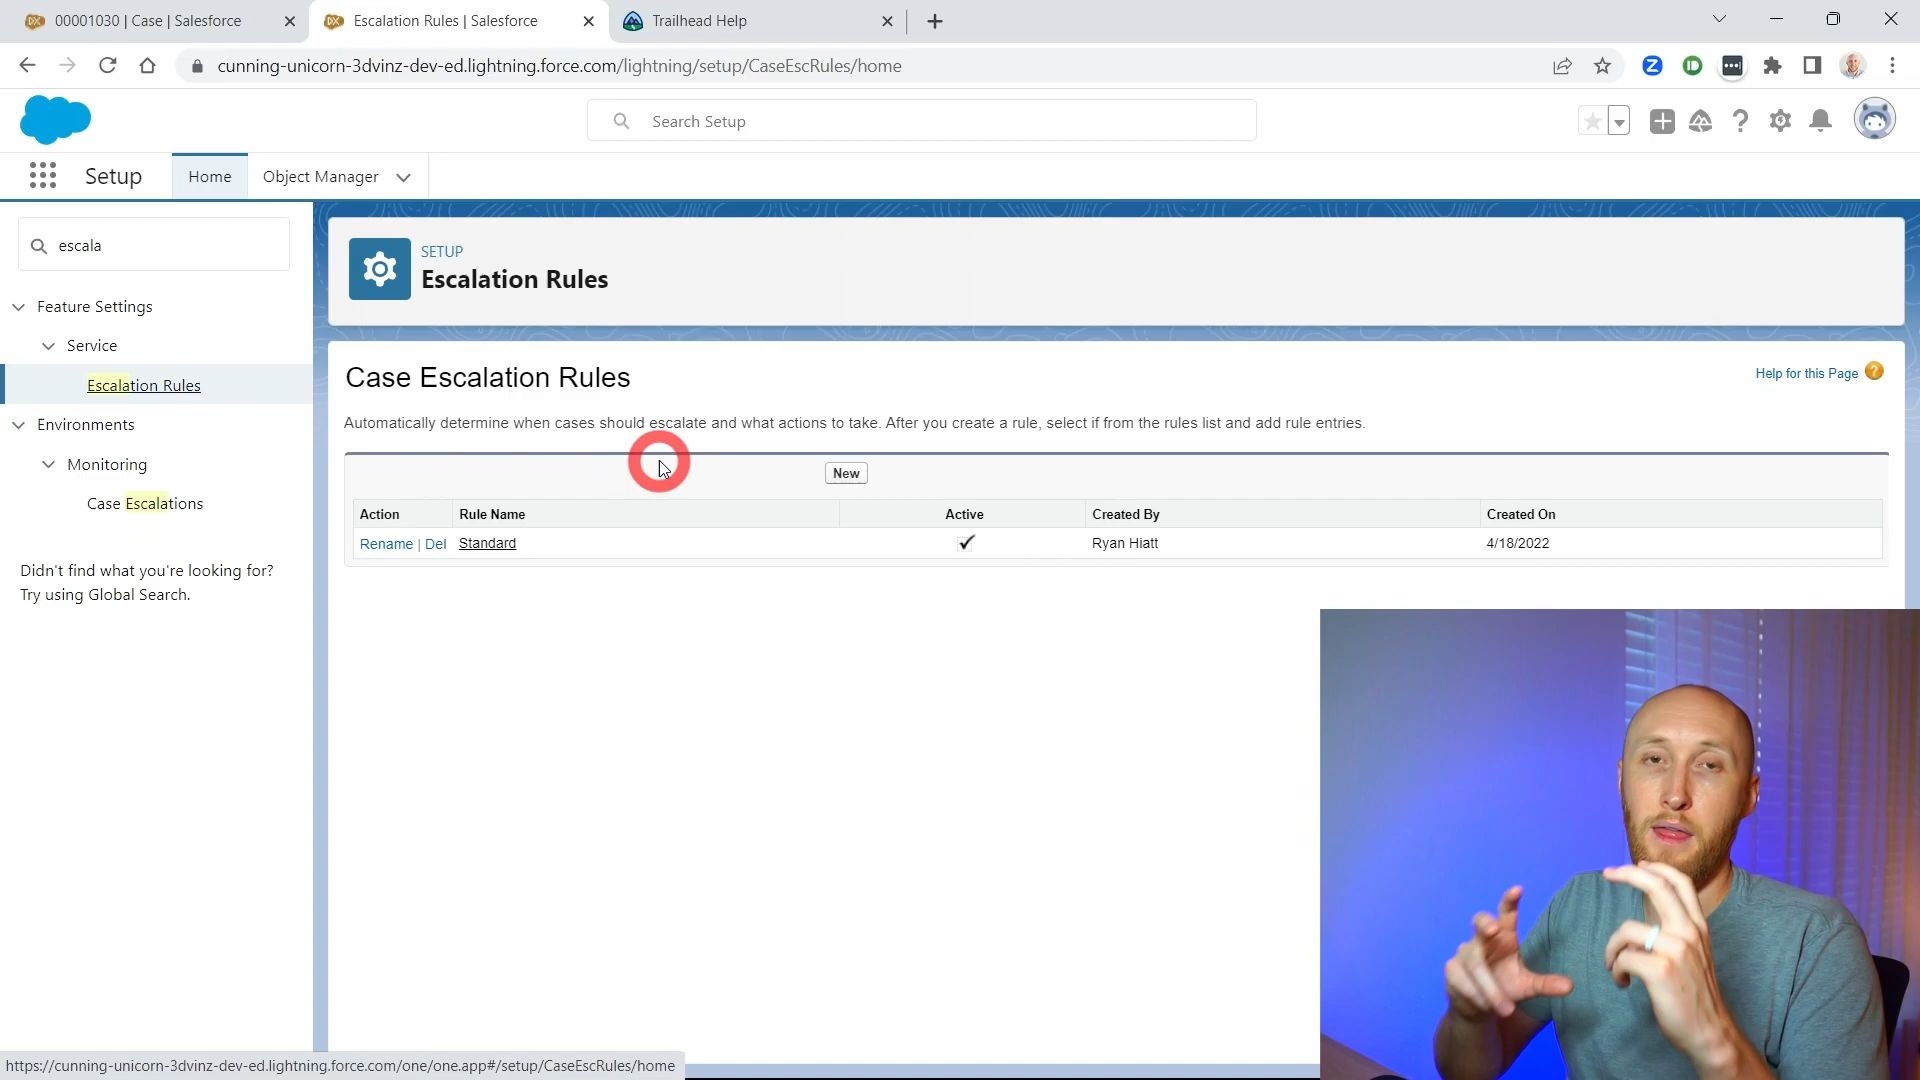 00001030 | Case | Salesforce
Escalation Rules | Salesforce
Trailhead Help
cunning-unicorn-3dvinz-dev-ed.lightning.force.com/lightning/setup/CaseEscRules/home
Search Setup
Setup
Home
Object Manager
escala
Feature Settings
Service
Escalation Rules
Environments
Monitoring
Case Escalations
Didn't find what you're looking for?
Try using Global Search.
SETUP
Escalation Rules
Case Escalation Rules
Help for this Page ?
Automatically determine when cases should escalate and what actions to take. After you create a rule, select if from the rules list and add rule entries.
New
Action Rule Name Active Created By Created On
Rename | Del Standard Ryan Hiatt 4/18/2022
https://cunning-unicorn-3dvinz-dev-ed.lightning.force.com/one/one.app#/setup/CaseEscRules/home